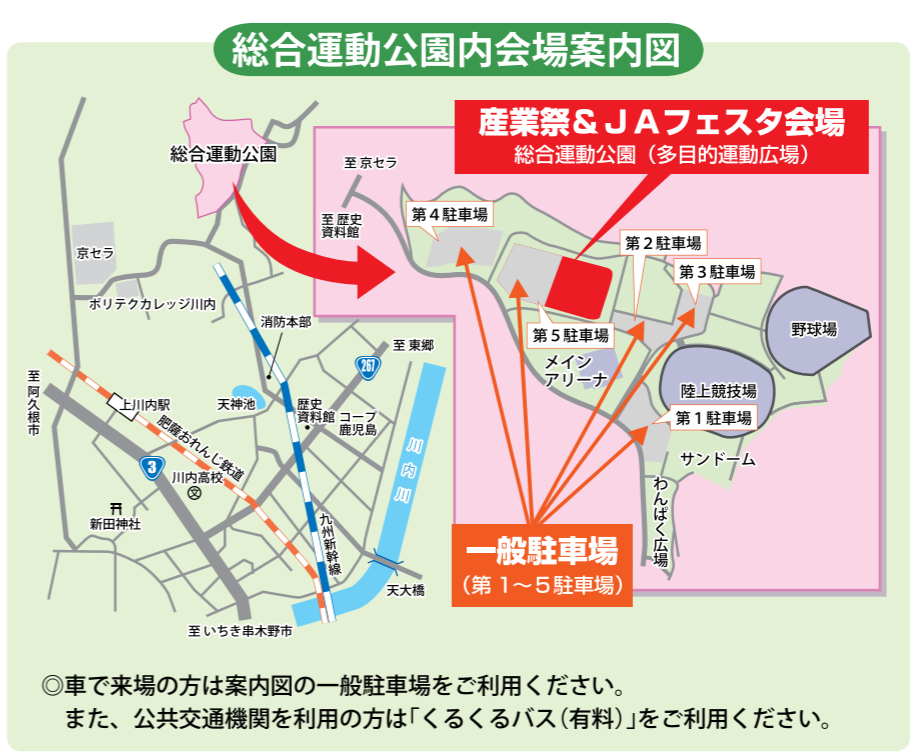 総合運動公園内会場案内図
産業祭&JAフェスタ会場
総合運動公園（多目的運動広場）
総合運動公園
至 京セラ
至 歴史
資料館
第４駐車場
第２駐車場
第３駐車場
京セラ
ポリテクカレッジ川内
野球場
消防本部
第５駐車場
至 東郷
メイン
アリーナ
267
至 阿久根市
陸上競技場
上川内駅
天神池
歴史
資料館
コープ
鹿児島
第１駐車場
肥薩おれんじ鉄道
川内川
サンドーム
3
川内高校
文
わんぱく広場
新田神社
九州新幹線
一般駐車場
（第１～５駐車場）
天大橋
至 いちき串木野市
◎車で来場の方は案内図の一般駐車場をご利用ください。
また、公共交通機関を利用の方は「くるくるバス（有料）」をご利用ください。